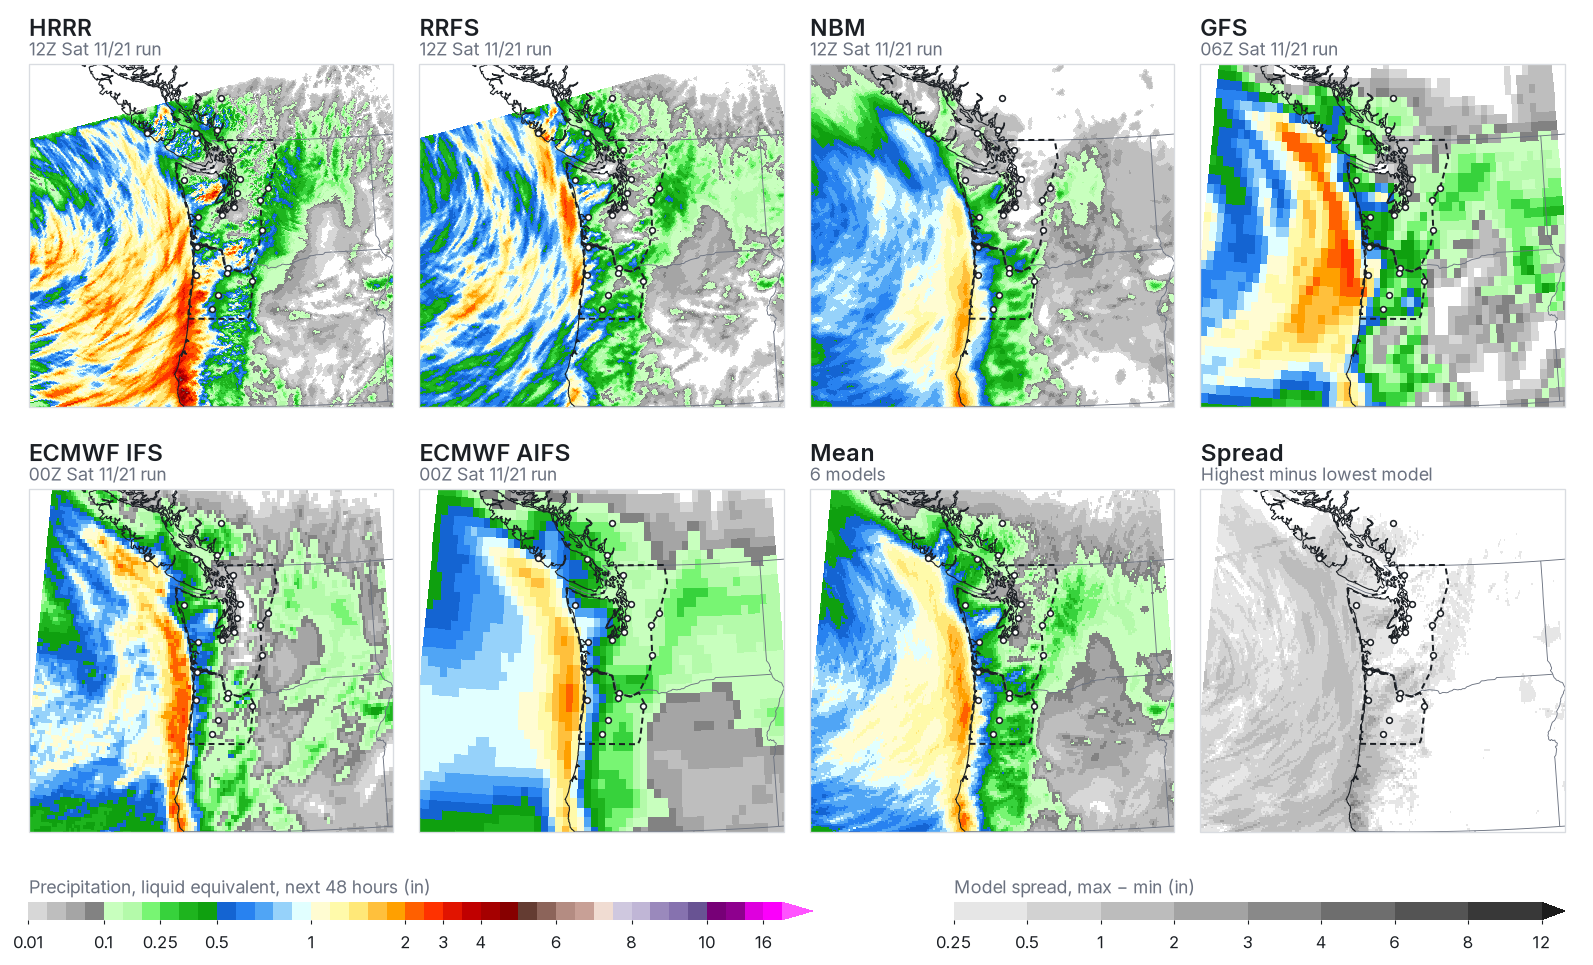 HRRR
12Z Sat 11/21 run
RRFS
12Z Sat 11/21 run
NBM
12Z Sat 11/21 run
GFS
06Z Sat 11/21 run
ECMWF IFS
00Z Sat 11/21 run
ECMWF AIFS
00Z Sat 11/21 run
Mean
6 models
Spread
Highest minus lowest model
Precipitation, liquid equivalent, next 48 hours (in)
0.01 0.1 0.25 0.5 1 2 3 4 6 8 10 16
Model spread, max − min (in)
0.25 0.5 1 2 3 4 6 8 12